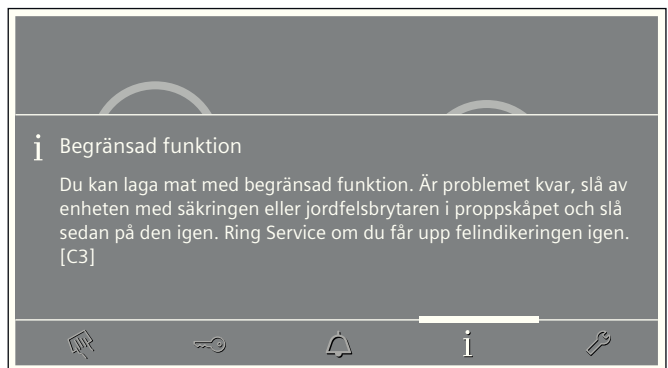 i Begränsad funktion
Du kan laga mat med begränsad funktion. Är problemet kvar, slå av
enheten med säkringen eller jordfelsbrytaren i proppskåpet och slå
sedan på den igen. Ring Service om du får upp felindikeringen igen.
[C3]
i